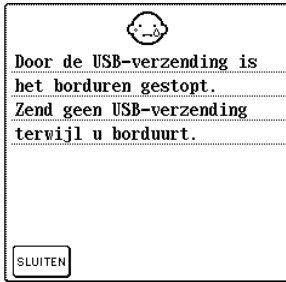 Door de USB-verzending is
het borduren gestopt.
Zend geen USB-verzending
terwijl u borduurt.
SLUITEN